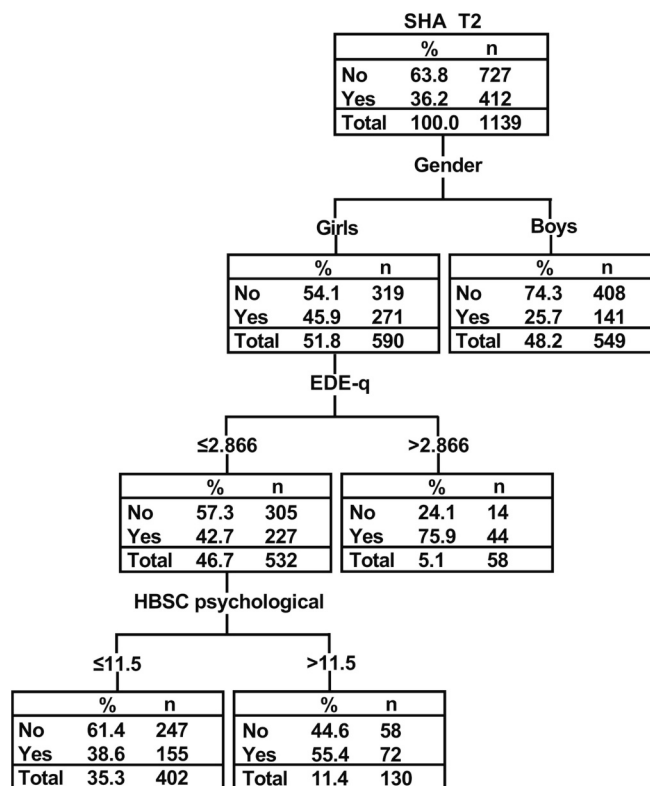 SHA T2
% n
No 63.8 727
Yes 36.2 412
Total 100.0 1139
Gender
Girls Boys
% n
No 54.1 319
Yes 45.9 271
Total 51.8 590
% n
No 74.3 408
Yes 25.7 141
Total 48.2 549
EDE-q
≤2.866 >2.866
% n
No 57.3 305
Yes 42.7 227
Total 46.7 532
% n
No 24.1 14
Yes 75.9 44
Total 5.1 58
HBSC psychological
≤11.5 >11.5
% n
No 61.4 247
Yes 38.6 155
Total 35.3 402
% n
No 44.6 58
Yes 55.4 72
Total 11.4 130